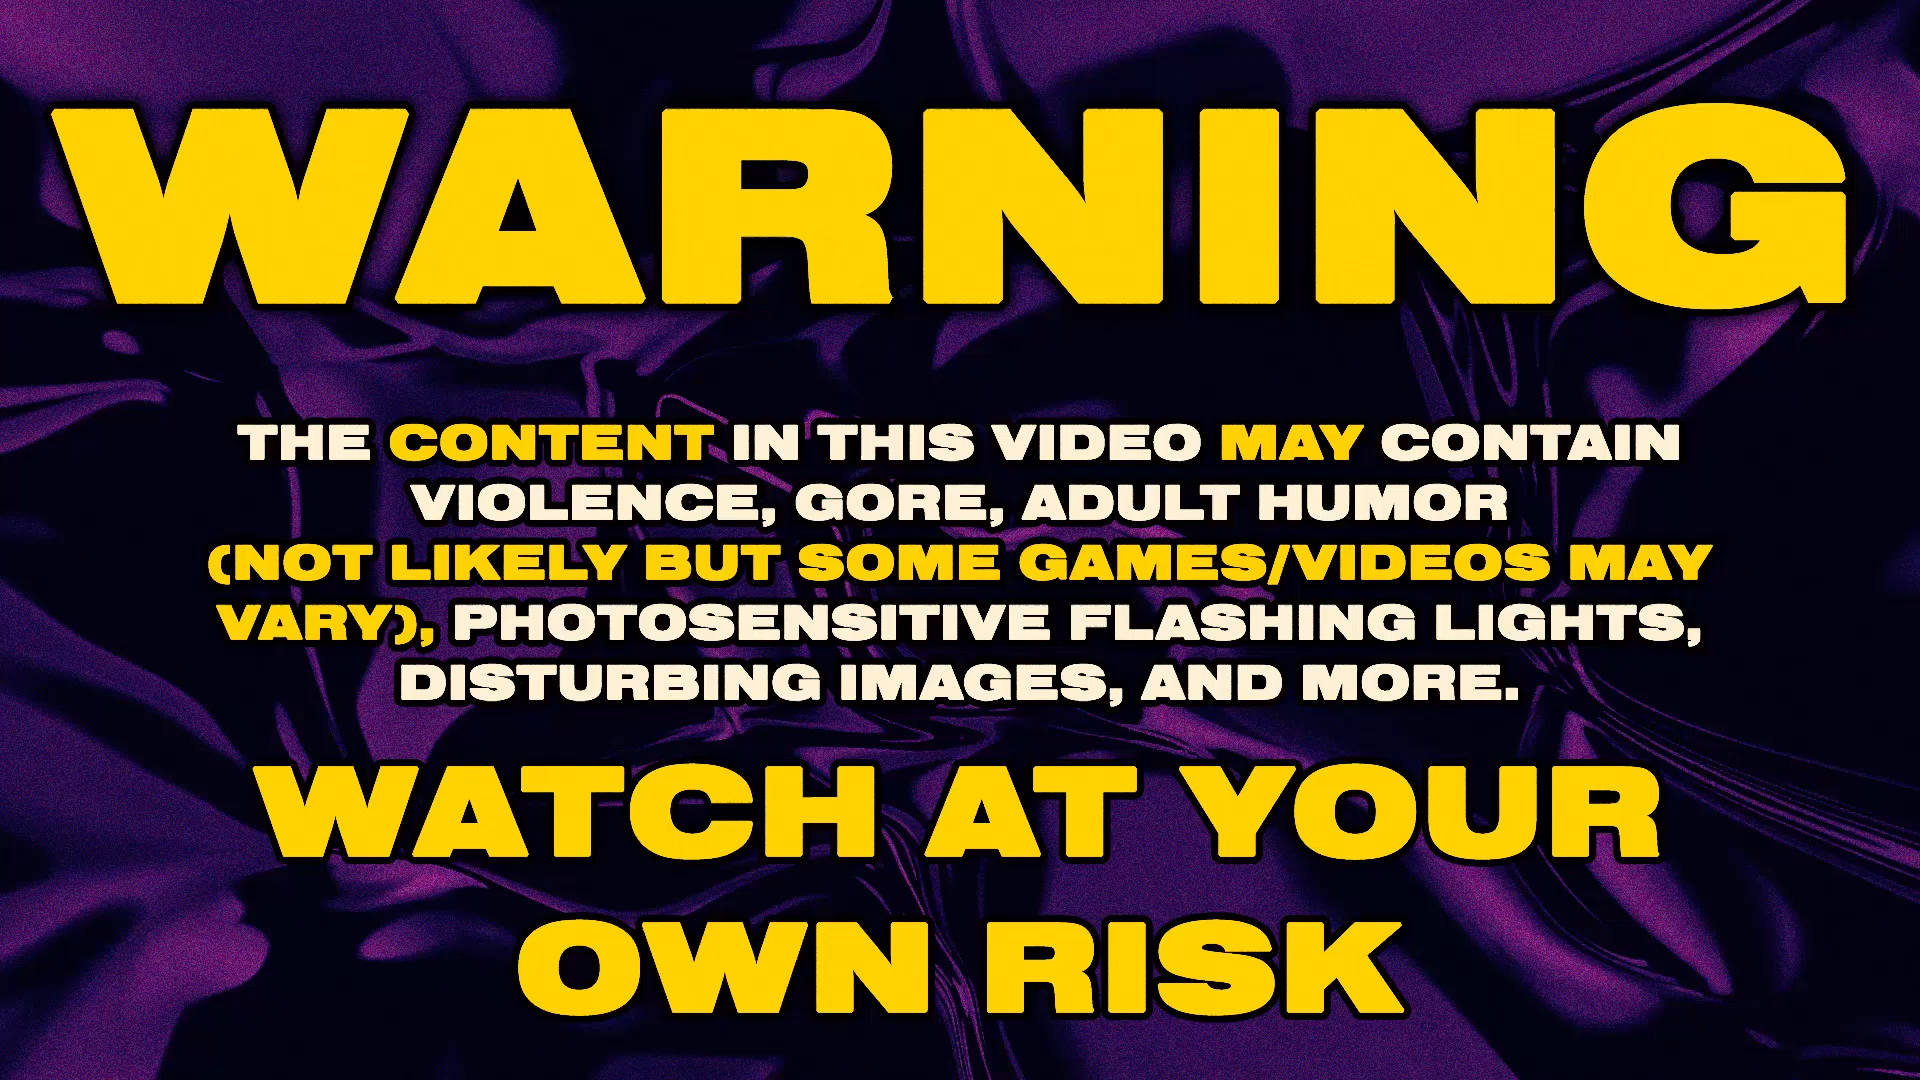 WARNING
THE CONTENT IN THIS VIDEO MAY CONTAIN
VIOLENCE, GORE, ADULT HUMOR
(NOT LIKELY BUT SOME GAMES/VIDEOS MAY
VARY), PHOTOSENSITIVE FLASHING LIGHTS,
DISTURBING IMAGES, AND MORE.
WATCH AT YOUR
OWN RISK